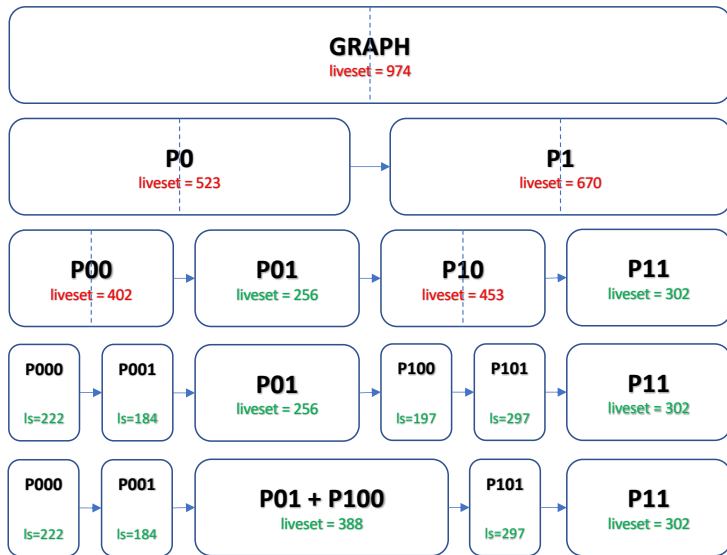 GRAPH
liveset = 974
P0
liveset = 523
P1
liveset = 670
P00
liveset = 402
P01
liveset = 256
P10
liveset = 453
P11
liveset = 302
P000
ls=222
P001
ls=184
P01
liveset = 256
P100
ls=197
P101
ls=297
P11
liveset = 302
P000
ls=222
P001
ls=184
P01 + P100
liveset = 388
P101
ls=297
P11
liveset = 302